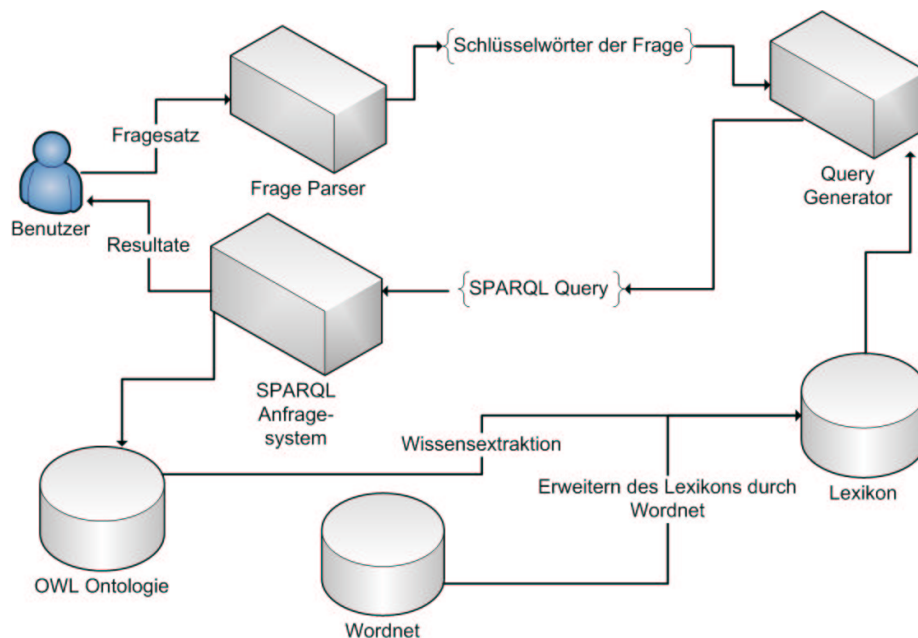 {Schlüsselwörter der Frage}
Fragesatz
Frage Parser
Query
Generator
Benutzer
Resultate
{SPARQL Query}
SPARQL
Anfrage-
system
Wissensextraktion
Erweitern des Lexikons durch
Wordnet
Lexikon
OWL Ontologie
Wordnet